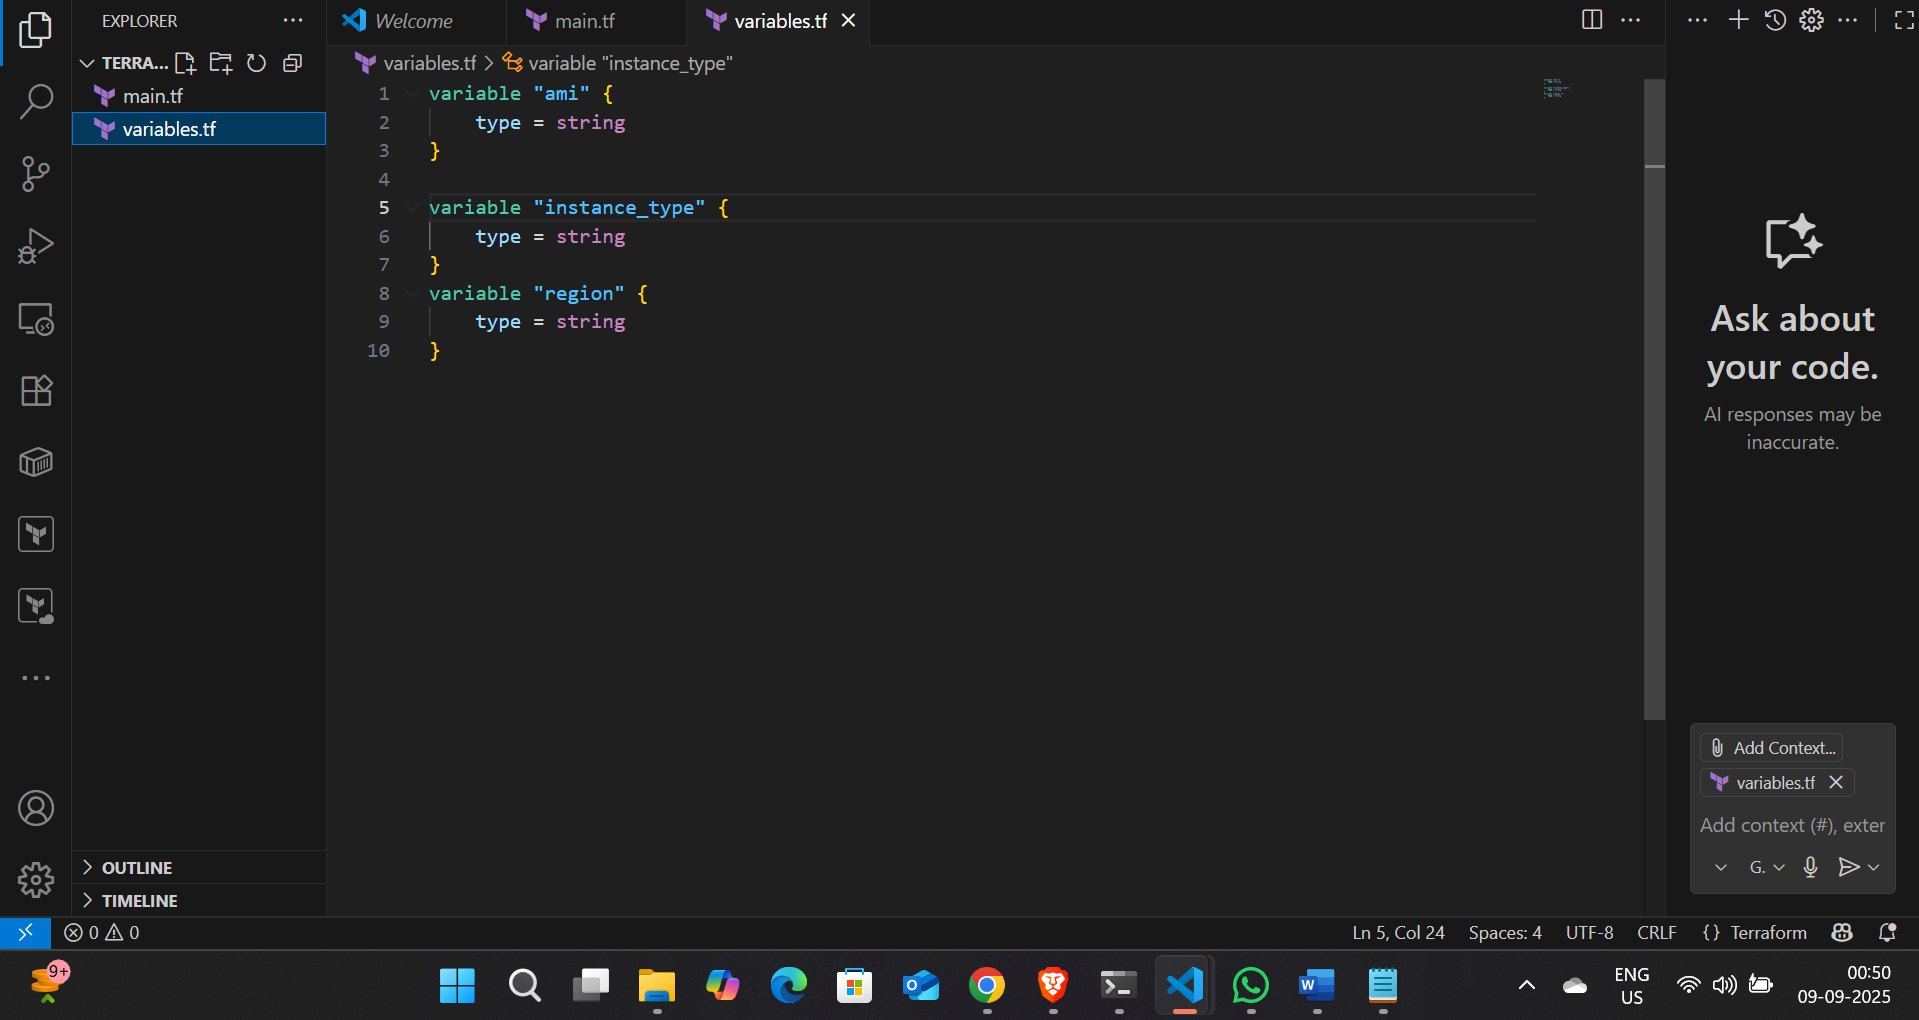 EXPLORER
TERRA...
main.tf
variables.tf
OUTLINE
TIMELINE
Welcome
main.tf
variables.tf
variables.tf > variable "instance_type"
1 variable "ami" {
2 type = string
3 }
4
5 variable "instance_type" {
6 type = string
7 }
8 variable "region" {
9 type = string
10 }
Ask about
your code.
AI responses may be
inaccurate.
Add Context...
variables.tf
Add context (#), exter
G.
0 0
Ln 5, Col 24 Spaces: 4 UTF-8 CRLF {} Terraform
9+
ENG
US
00:50
09-09-2025